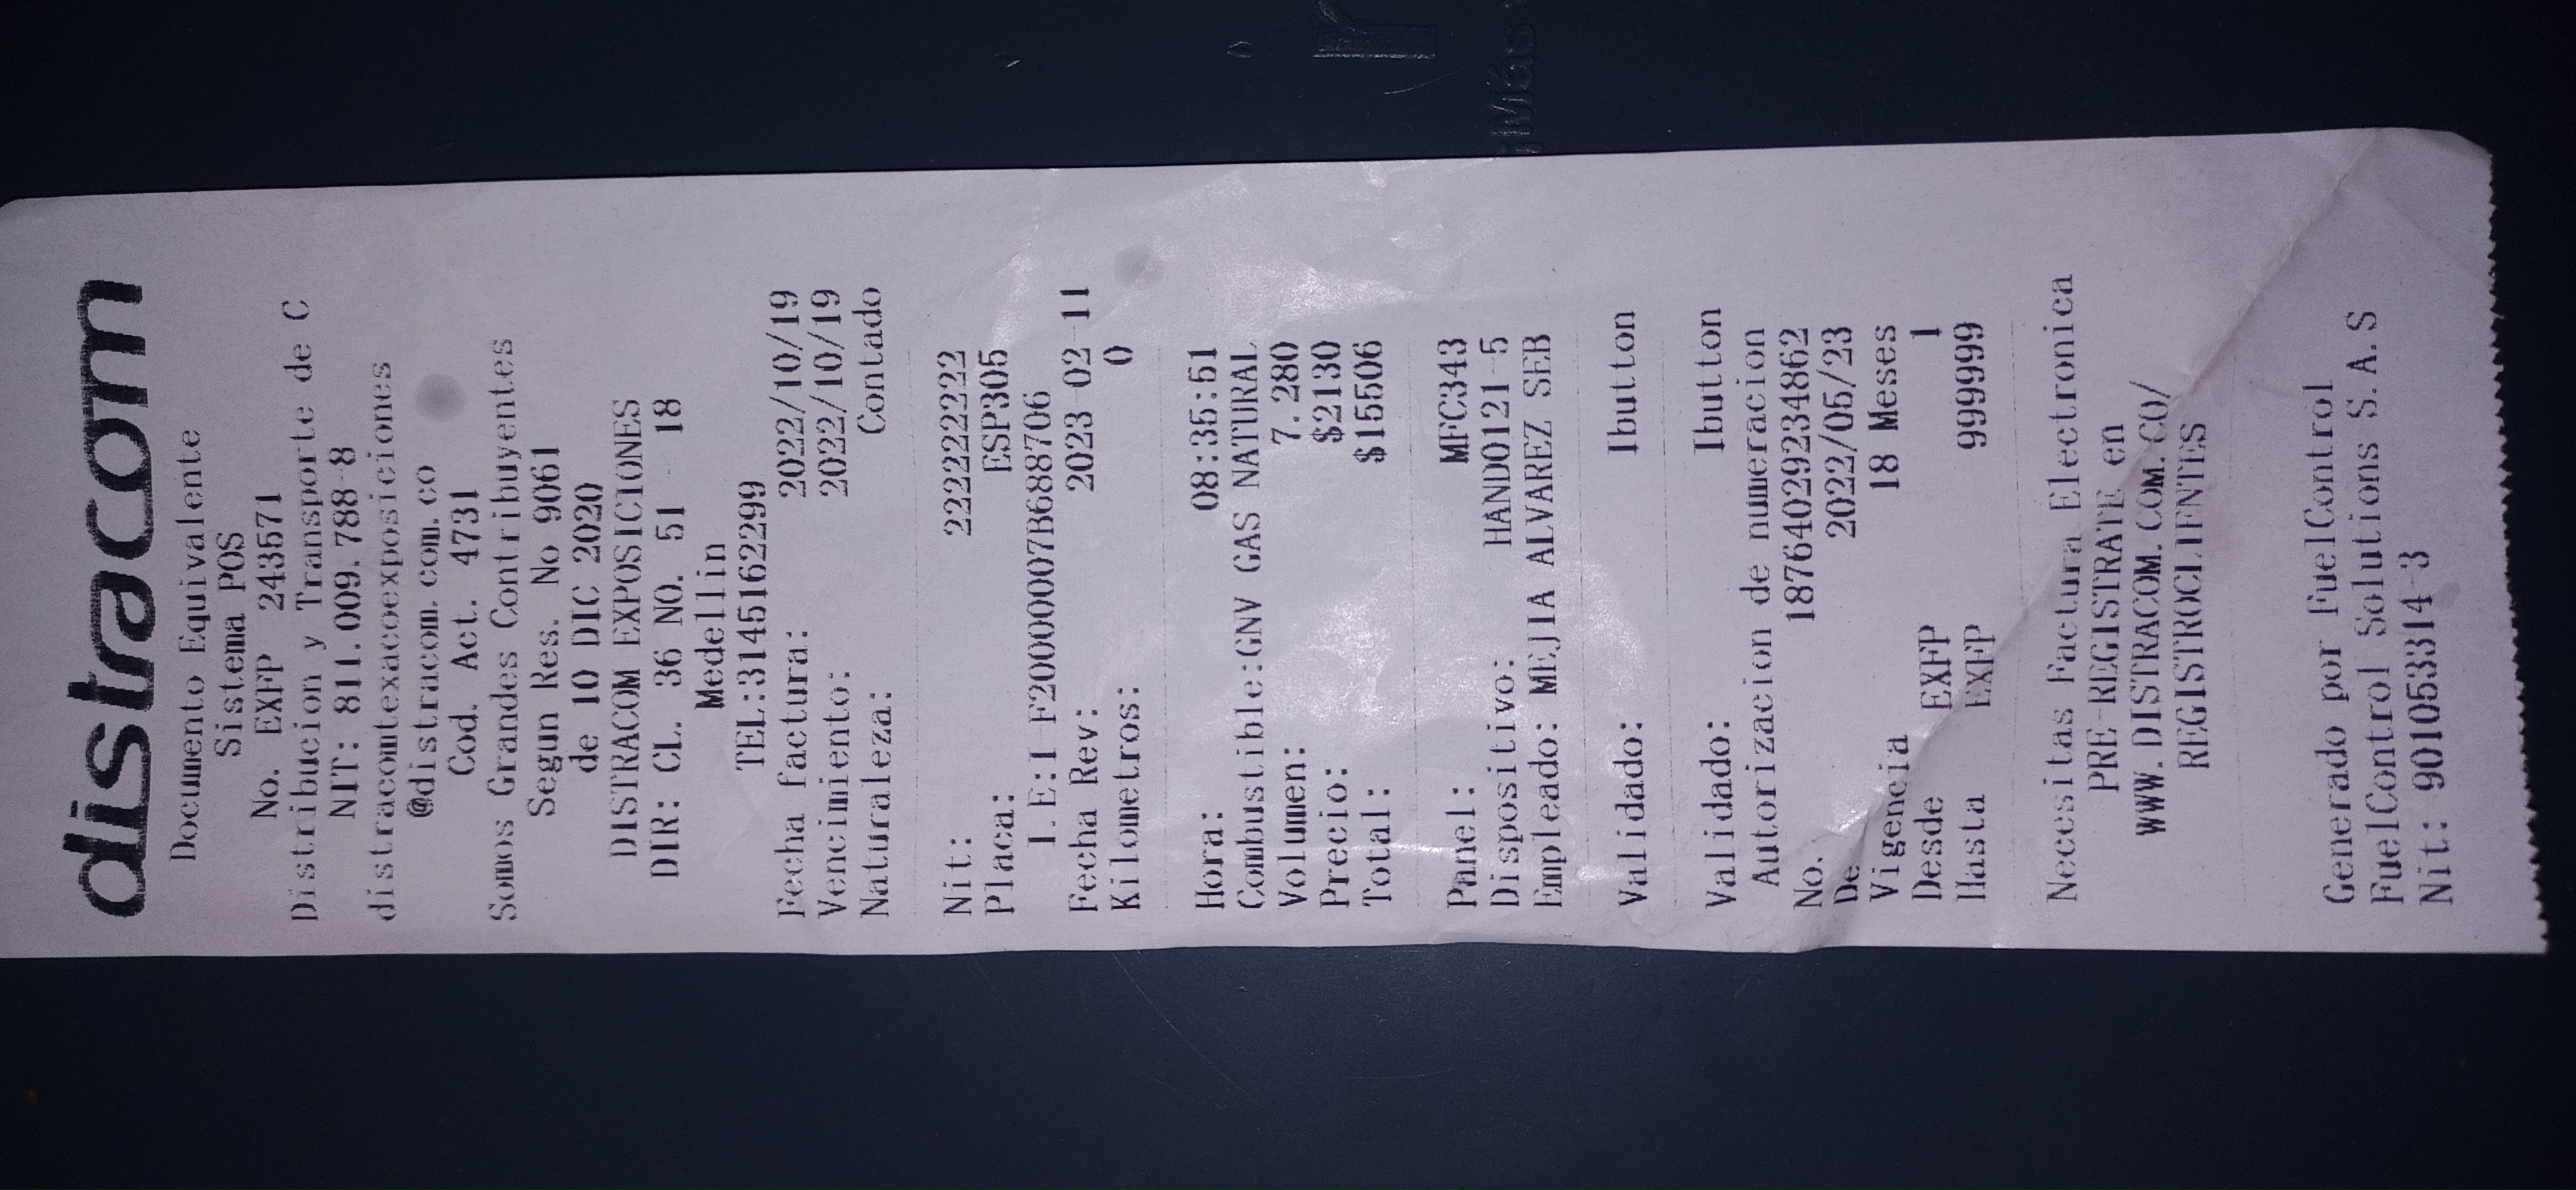 distracom
Documento Equivalente
Sistema POS
No. EXFP 243571
Distribucion y Transporte de C
NIT: 811.009.788-8
distracomtexacoexposiciones
@distracom.com.co
Cod. Act. 4731
Somos Grandes Contribuyentes
Segun Res. No 9061
de 10 DIC 2020
DISTRACOM EXPOSICIONES
DIR: CL. 36 NO. 51 18
Medellin
TEL:3145162299
Fecha factura: 2022/10/19
Vencimiento: 2022/10/19
Naturaleza: Contado
Nit: 222222222
Placa: ESP305
I.E:1 F2000007B688706
Fecha Rev: 2023-02-11
Kilometros: 0
Hora: 08:35:51
Combustible:GNV GAS NATURAL
Volumen: 7.280
Precio: $2130
Total: $15506
Panel: MFC343
Dispositivo: HAND0121-5
Empleado: MEJIA ALVAREZ SEB
Validado: Ibutton
Validado: Ibutton
Autorizacion de numeracion
No. 18764029234862
De 2022/05/23
Vigencia 18 Meses
Desde EXFP 1
Hasta EXFP 999999
Necesitas Factura Electronica
PRE-REGISTRATE en
WWW.DISTRACOM.COM.CO/
REGISTROCLIENTES
Generado por FuelControl
FuelControl Solutions S.A.S
Nit: 901053314-3